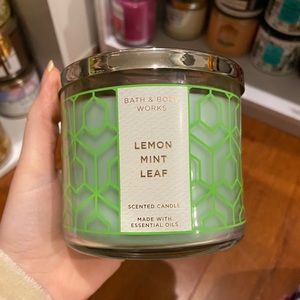 BATH & BODY
WORKS
LEMON
MINT
LEAF
SCENTED CANDLE
MADE WITH
ESSENTIAL OILS